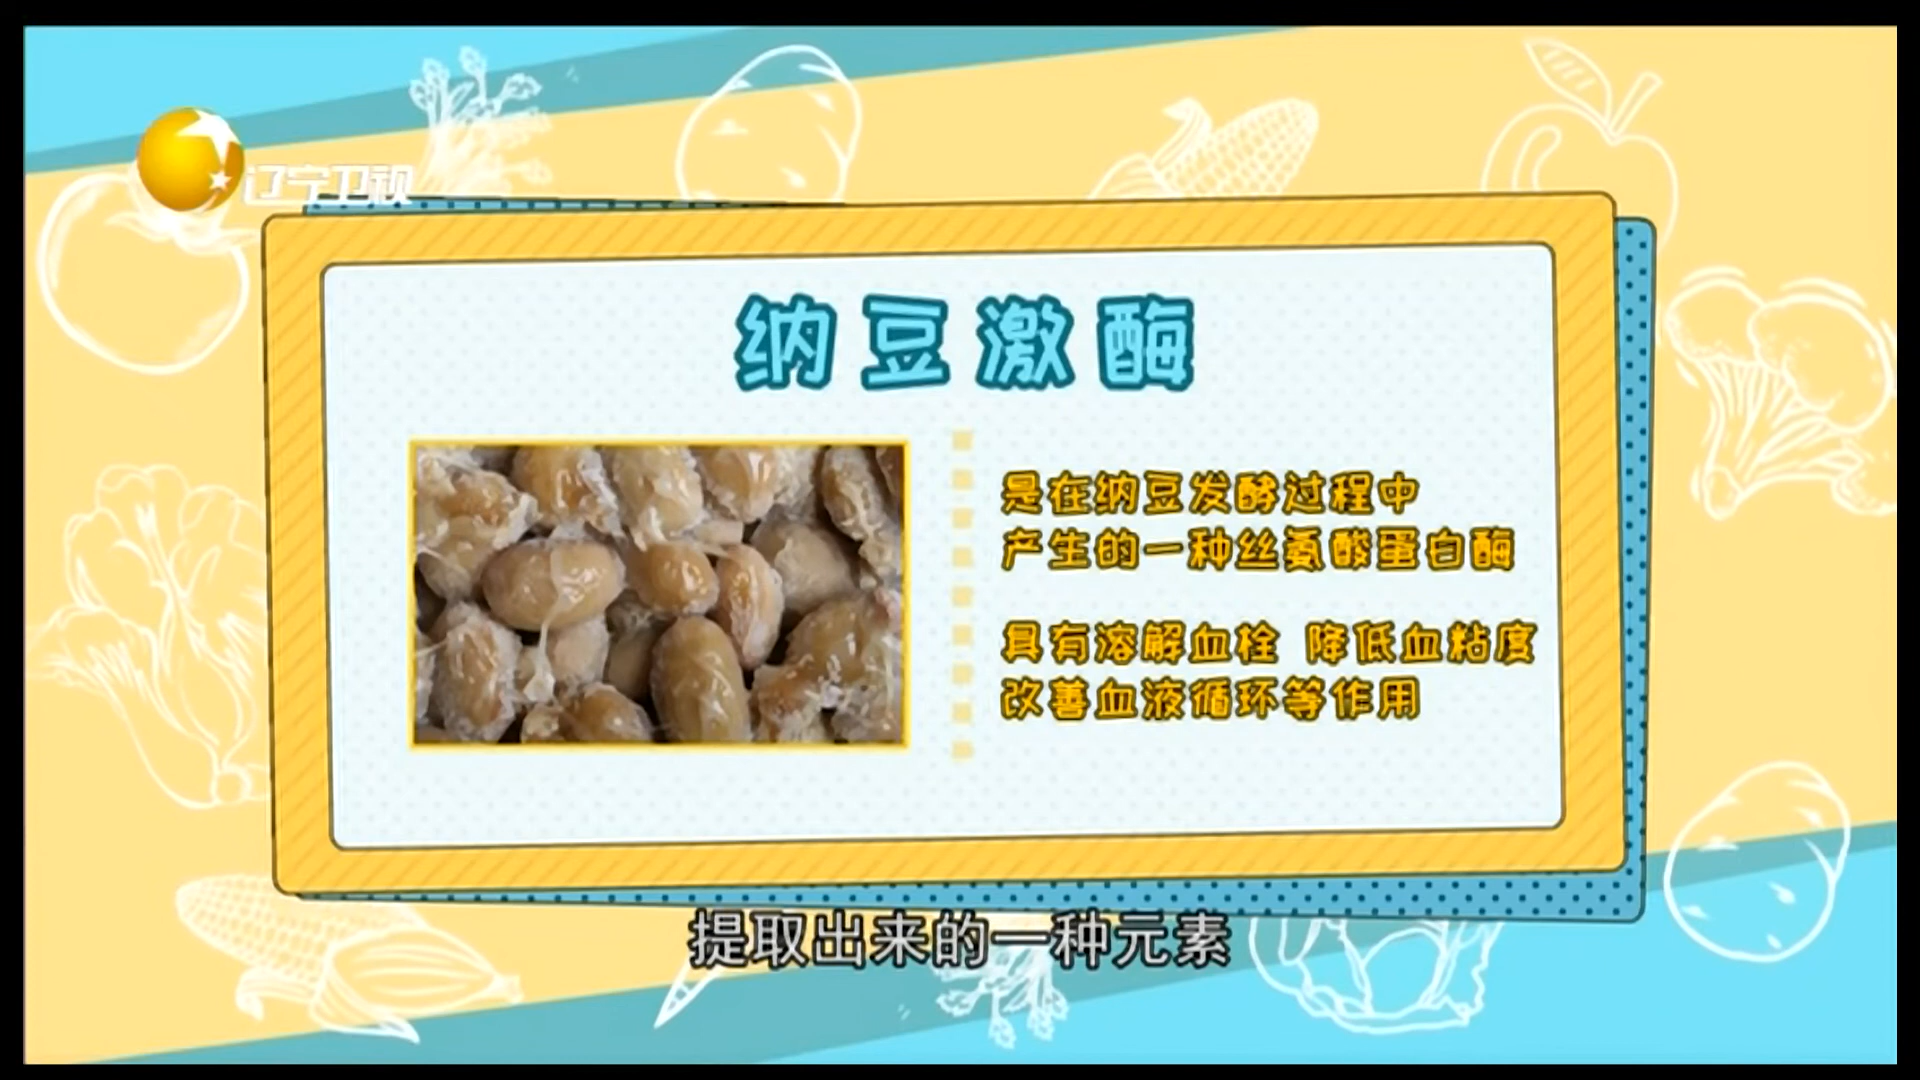 辽宁卫视
纳豆激酶
是在纳豆发酵过程中
产生的一种丝氨酸蛋白酶
具有溶解血栓 降低血粘度
改善血液循环等作用
提取出来的一种元素